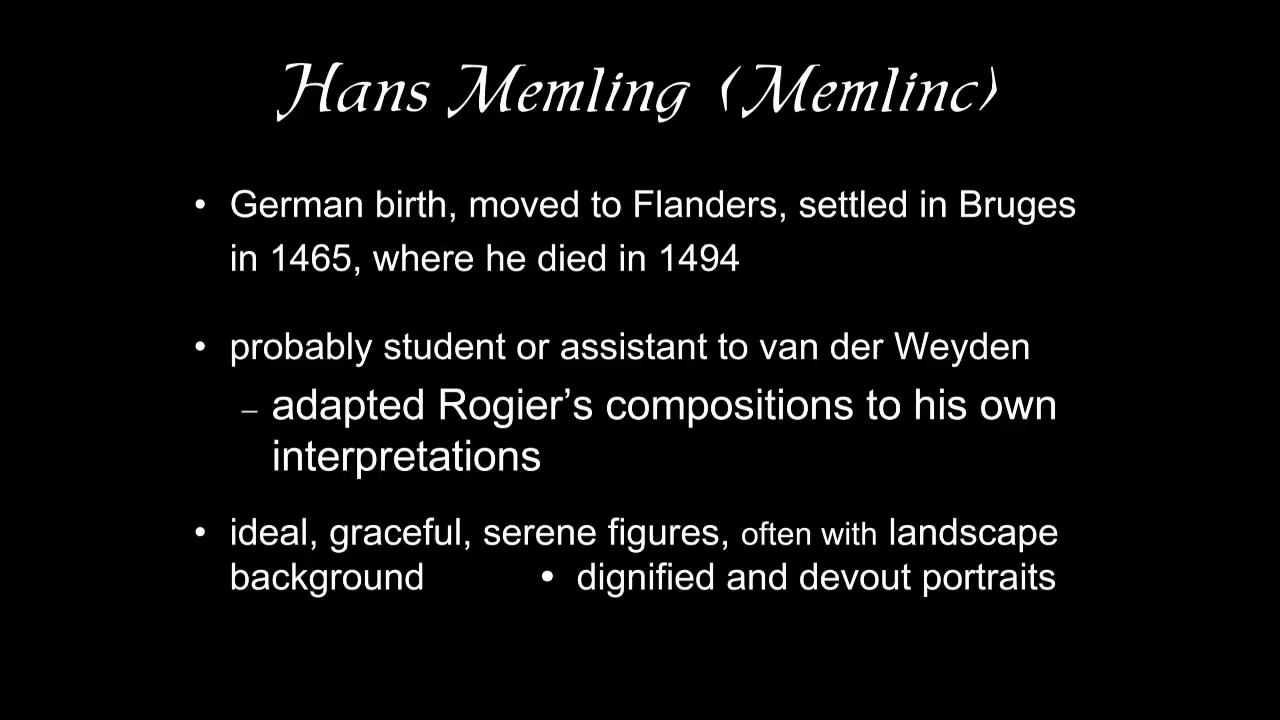 Hans Memling (Memlinc)
• German birth, moved to Flanders, settled in Bruges
in 1465, where he died in 1494
• probably student or assistant to van der Weyden
– adapted Rogier’s compositions to his own
interpretations
• ideal, graceful, serene figures, often with landscape
background • dignified and devout portraits